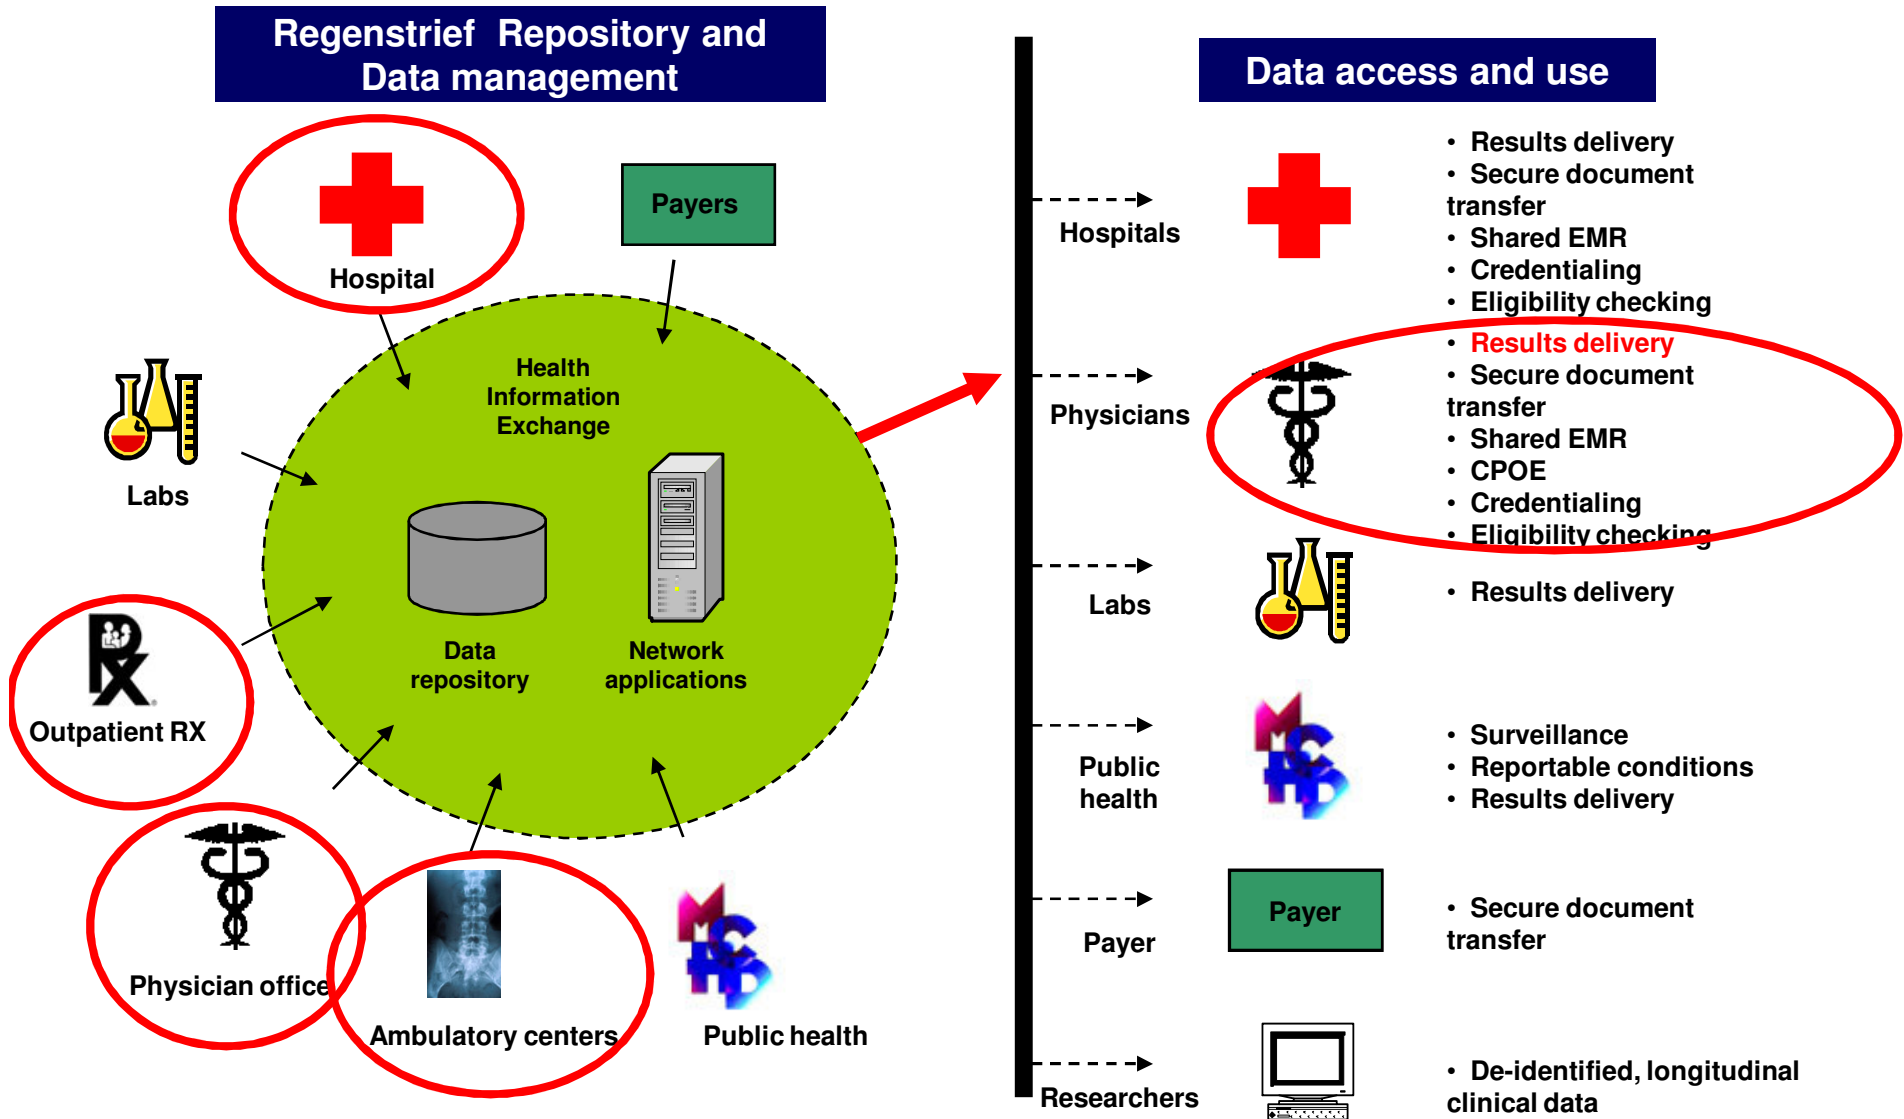 Regenstrief Repository and
Data management
Hospital
Payers
Labs
Health
Information
Exchange
Data
repository
Network
applications
RX
Outpatient RX
Physician office
Ambulatory centers
MCHD
Public health
Data access and use
Hospitals
• Results delivery
• Secure document
transfer
• Shared EMR
• Credentialing
• Eligibility checking
Physicians
• Results delivery
• Secure document
transfer
• Shared EMR
• CPOE
• Credentialing
• Eligibility checking
Labs
• Results delivery
Public
health
MCHD
• Surveillance
• Reportable conditions
• Results delivery
Payer
Payer
• Secure document
transfer
Researchers
• De-identified, longitudinal
clinical data